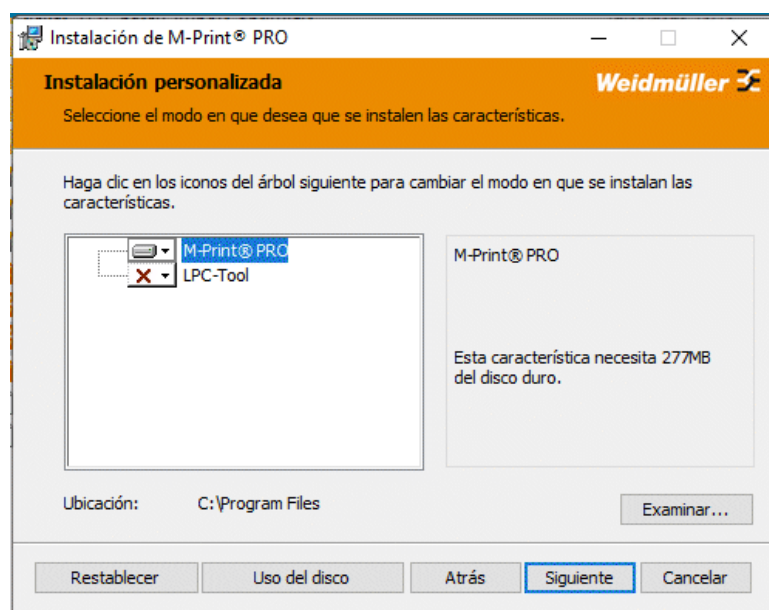 Instalación de M-Print® PRO
Instalación personalizada
Weidmüller
Seleccione el modo en que desea que se instalen las características.
Haga clic en los iconos del árbol siguiente para cambiar el modo en que se instalan las
características.
M-Print® PRO
LPC-Tool
M-Print® PRO
Esta característica necesita 277MB
del disco duro.
Ubicación: C:\Program Files
Examinar...
Restablecer Uso del disco Atrás Siguiente Cancelar